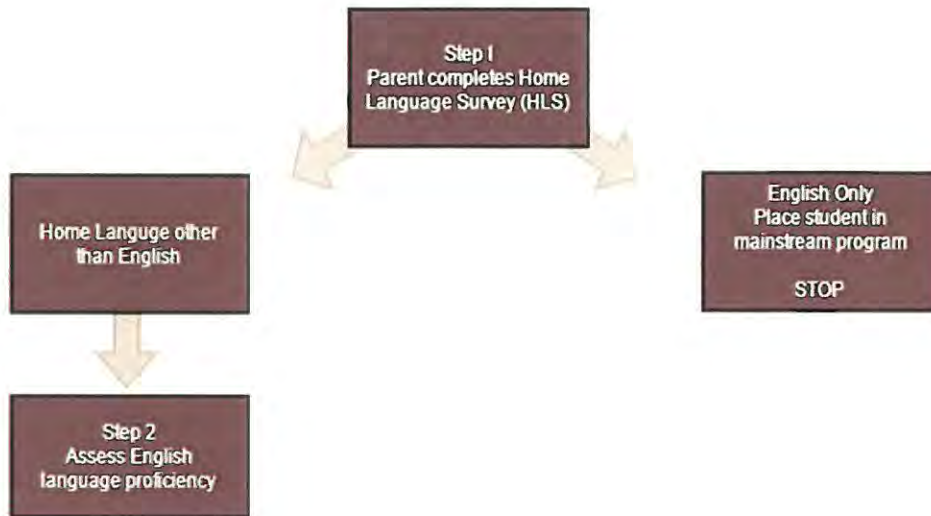 Step 1
Parent completes Home
Language Survey (HLS)
Home Languge other
than English
English Only
Place student in
mainstream program
STOP
Step 2
Assess English
language proficiency